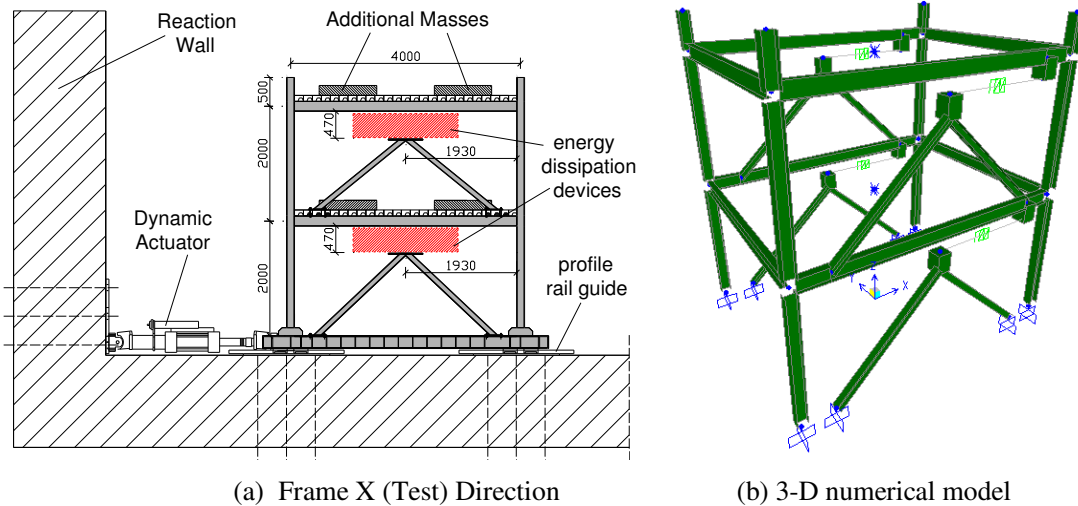 Reaction
Wall
Additional Masses
4000
500
470
2000
1930
energy
dissipation
devices
Dynamic
Actuator
470
2000
1930
profile
rail guide
Z
Y
X
(a) Frame X (Test) Direction
(b) 3-D numerical model